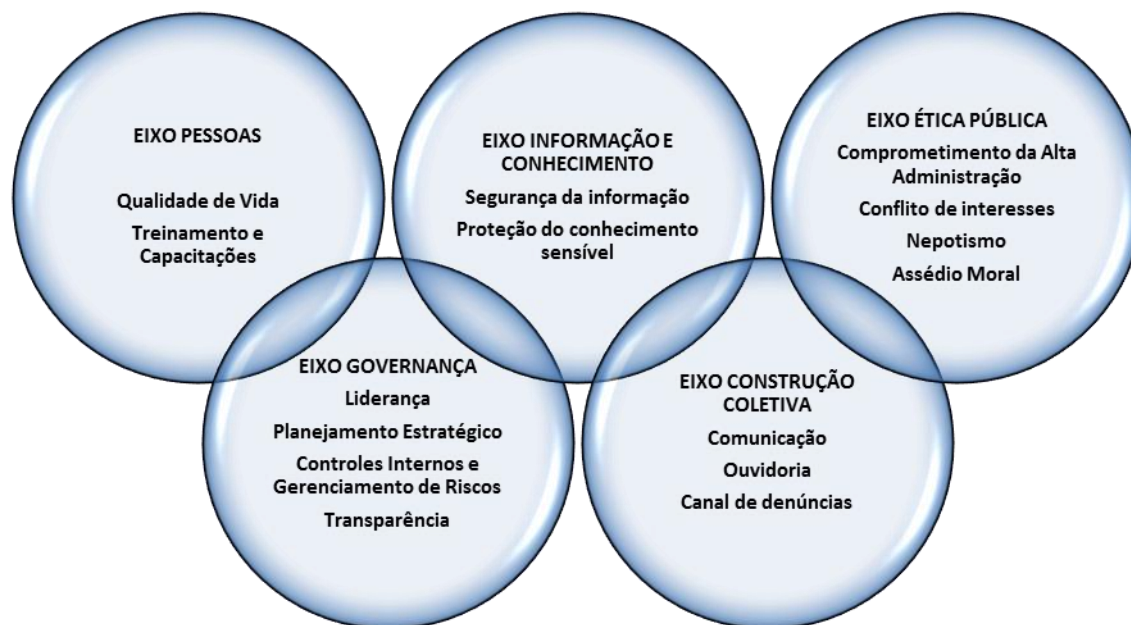 EIXO PESSOAS
Qualidade de Vida
Treinamento e
Capacitações
EIXO INFORMAÇÃO E
CONHECIMENTO
Segurança da informação
Proteção do conhecimento
sensível
EIXO ÉTICA PÚBLICA
Comprometimento da Alta
Administração
Conflito de interesses
Nepotismo
Assédio Moral
EIXO GOVERNANÇA
Liderança
Planejamento Estratégico
Controles Internos e
Gerenciamento de Riscos
Transparência
EIXO CONSTRUÇÃO
COLETIVA
Comunicação
Ouvidoria
Canal de denúncias